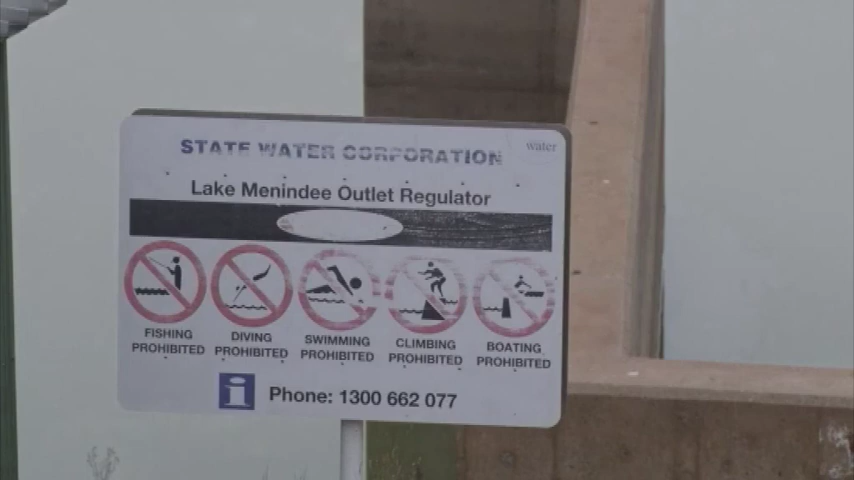 STATE WATER CORPORATION
water
Lake Menindee Outlet Regulator
FISHING PROHIBITED
DIVING PROHIBITED
SWIMMING PROHIBITED
CLIMBING PROHIBITED
BOATING PROHIBITED
i Phone: 1300 662 077